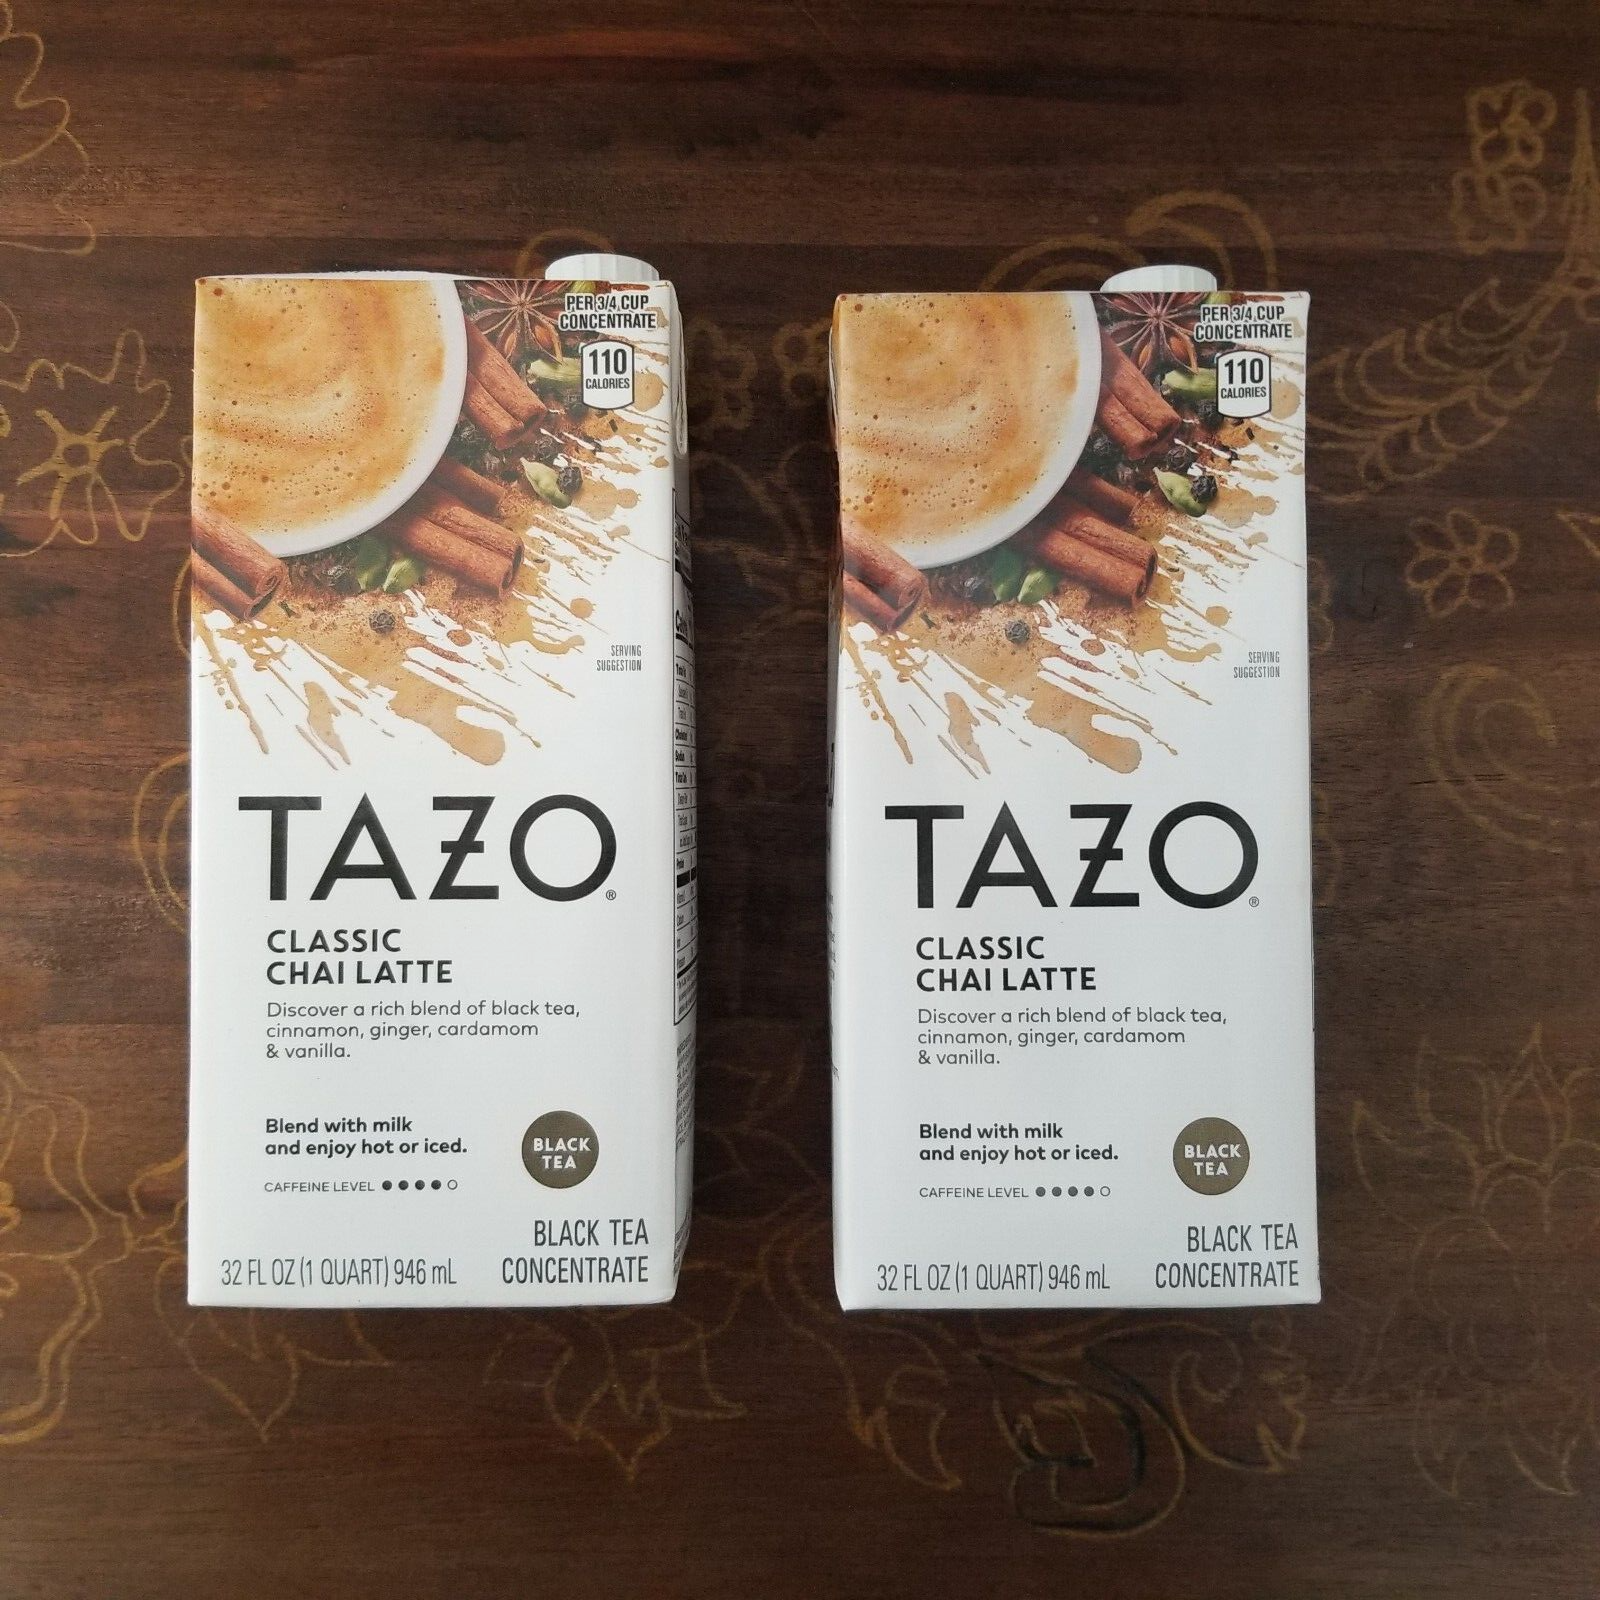 PER 3/4 CUP
CONCENTRATE
110
CALORIES
SERVING
SUGGESTION
TAZO®
CLASSIC
CHAI LATTE
Discover a rich blend of black tea,
cinnamon, ginger, cardamom
& vanilla.
Blend with milk
and enjoy hot or iced.
BLACK
TEA
CAFFEINE LEVEL
BLACK TEA
CONCENTRATE
32 FL OZ (1 QUART) 946 mL
PER 3/4 CUP
CONCENTRATE
110
CALORIES
SERVING
SUGGESTION
TAZO®
CLASSIC
CHAI LATTE
Discover a rich blend of black tea,
cinnamon, ginger, cardamom
& vanilla.
Blend with milk
and enjoy hot or iced.
BLACK
TEA
CAFFEINE LEVEL
BLACK TEA
CONCENTRATE
32 FL OZ (1 QUART) 946 mL